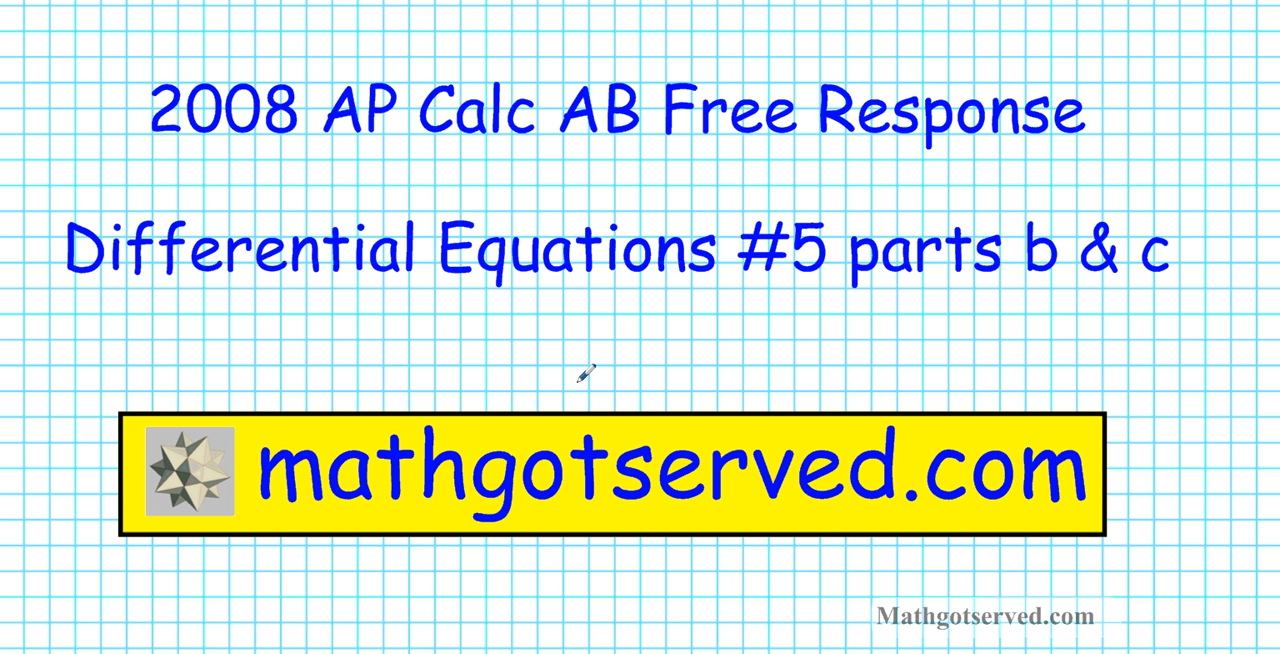 2008 AP Calc AB Free Response
Differential Equations #5 parts b & c
mathgotserved.com
Mathgotserved.com